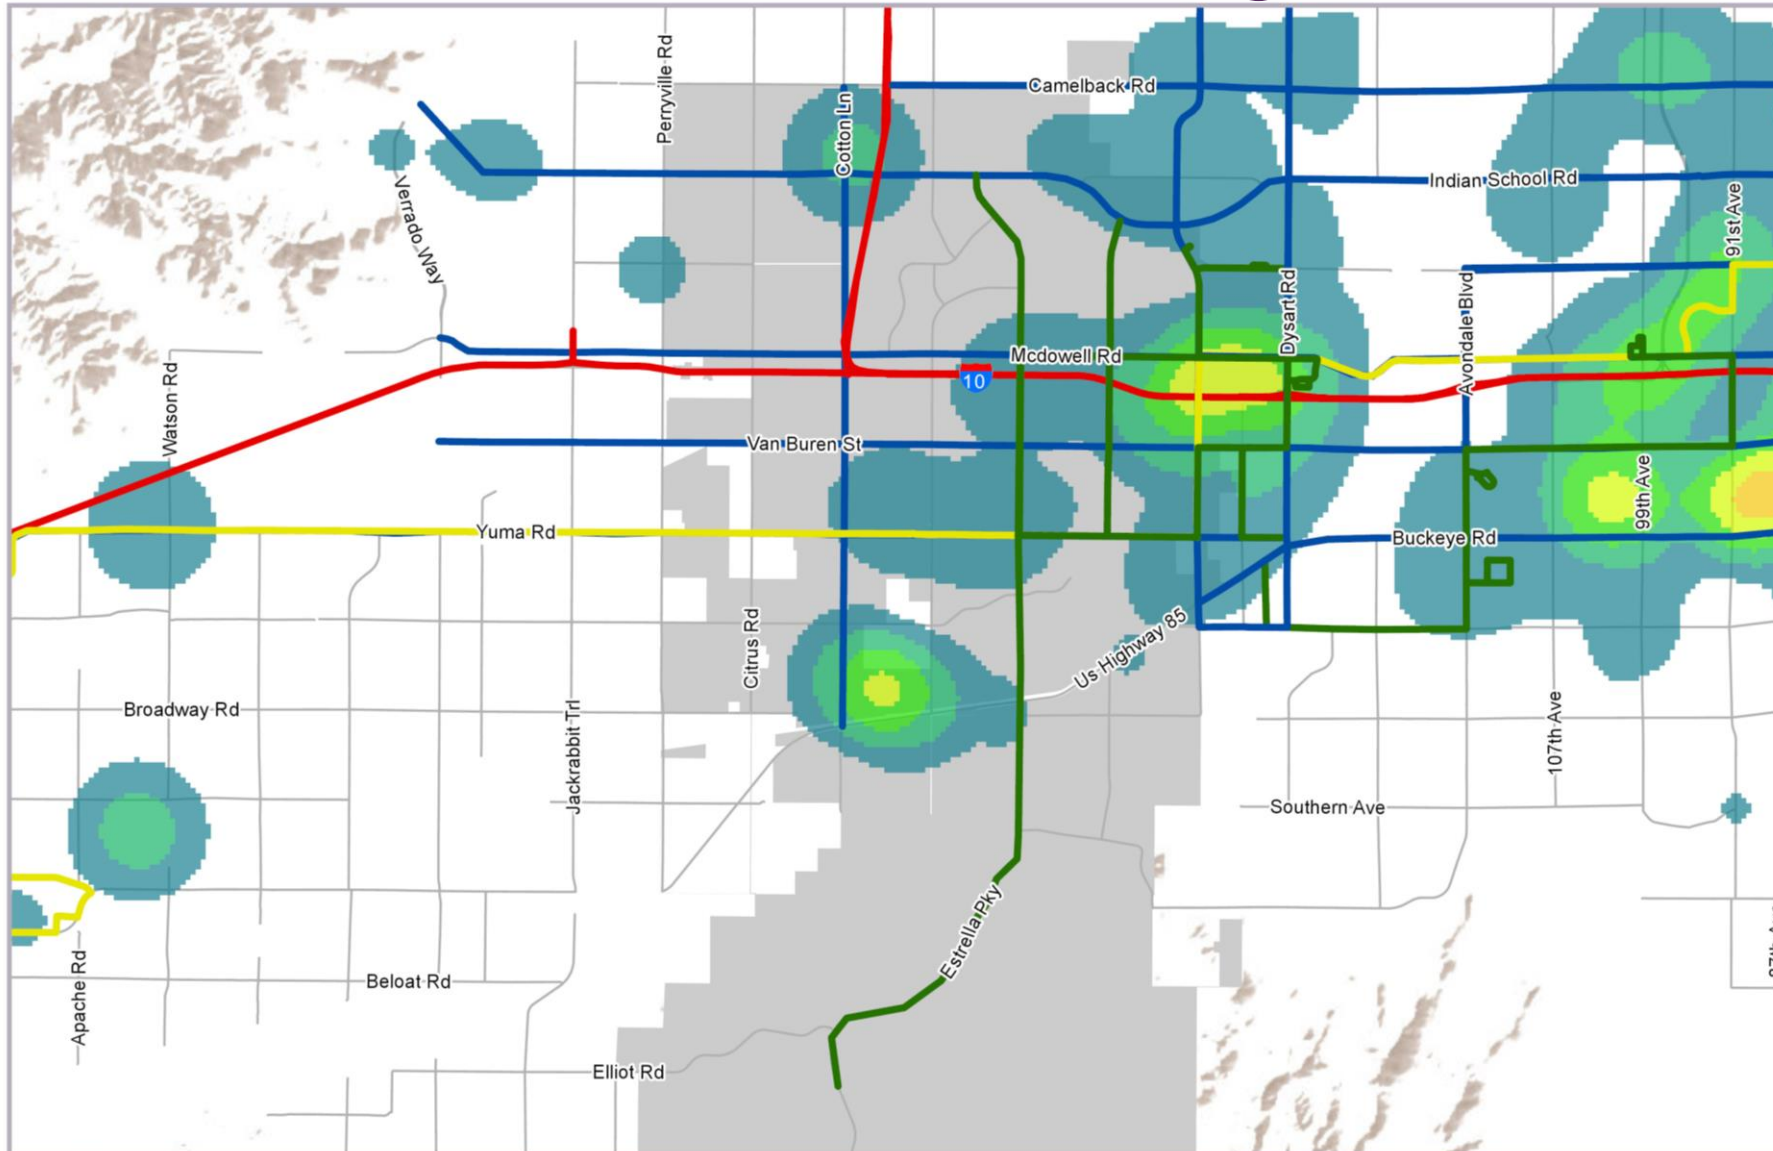 Camelback Rd
Perryville Rd
Cotton Ln
Indian School Rd
91st Ave
Verrado Way
Dysart Rd
Avondale Blvd
Mcdowell Rd
10
Watson Rd
Van Buren St
99th Ave
Yuma Rd
Buckeye Rd
Citrus Rd
Us Highway 85
Broadway Rd
Jackrabbit Trl
107th Ave
Southern Ave
Estrella Pky
Apache Rd
Beloat Rd
Elliot Rd